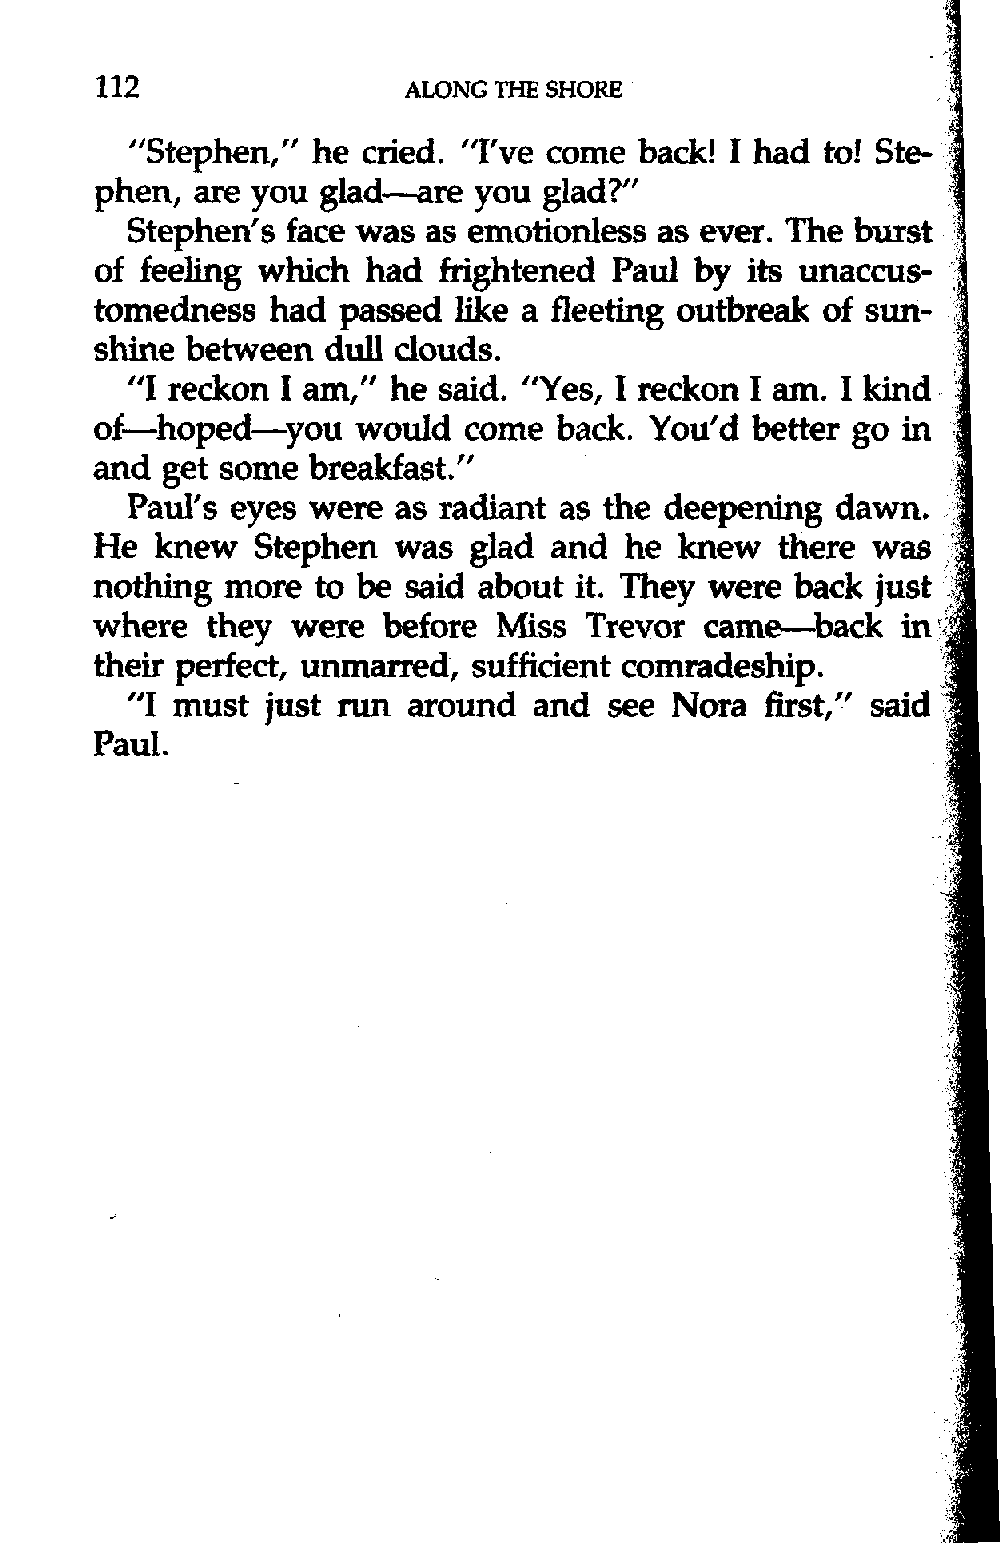 112 ALONG THE SHORE
"Stephen," he cried. "I've come back! I had to! Ste-
phen, are you glad—are you glad?"
Stephen's face was as emotionless as ever. The burst
of feeling which had frightened Paul by its unaccus-
tomedness had passed like a fleeting outbreak of sun-
shine between dull clouds.
"I reckon I am," he said. "Yes, I reckon I am. I kind
of—hoped—you would come back. You'd better go in
and get some breakfast."
Paul's eyes were as radiant as the deepening dawn.
He knew Stephen was glad and he knew there was
nothing more to be said about it. They were back just
where they were before Miss Trevor came—back in
their perfect, unmarred, sufficient comradeship.
"I must just run around and see Nora first," said
Paul.